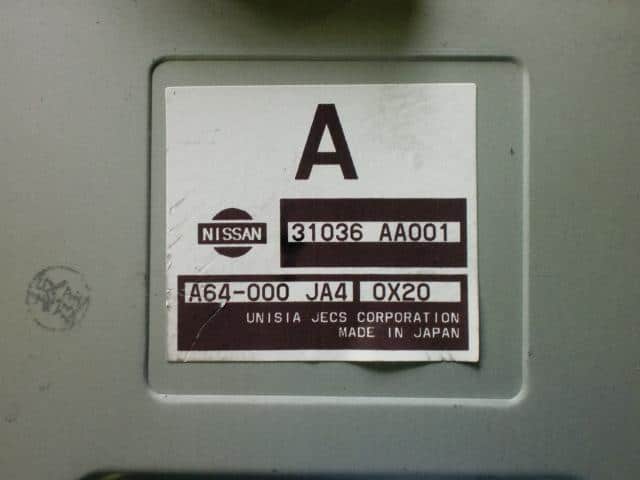 A
NISSAN
31036 AA001
A64-000 JA4 0X20
UNISIA JECS CORPORATION
MADE IN JAPAN